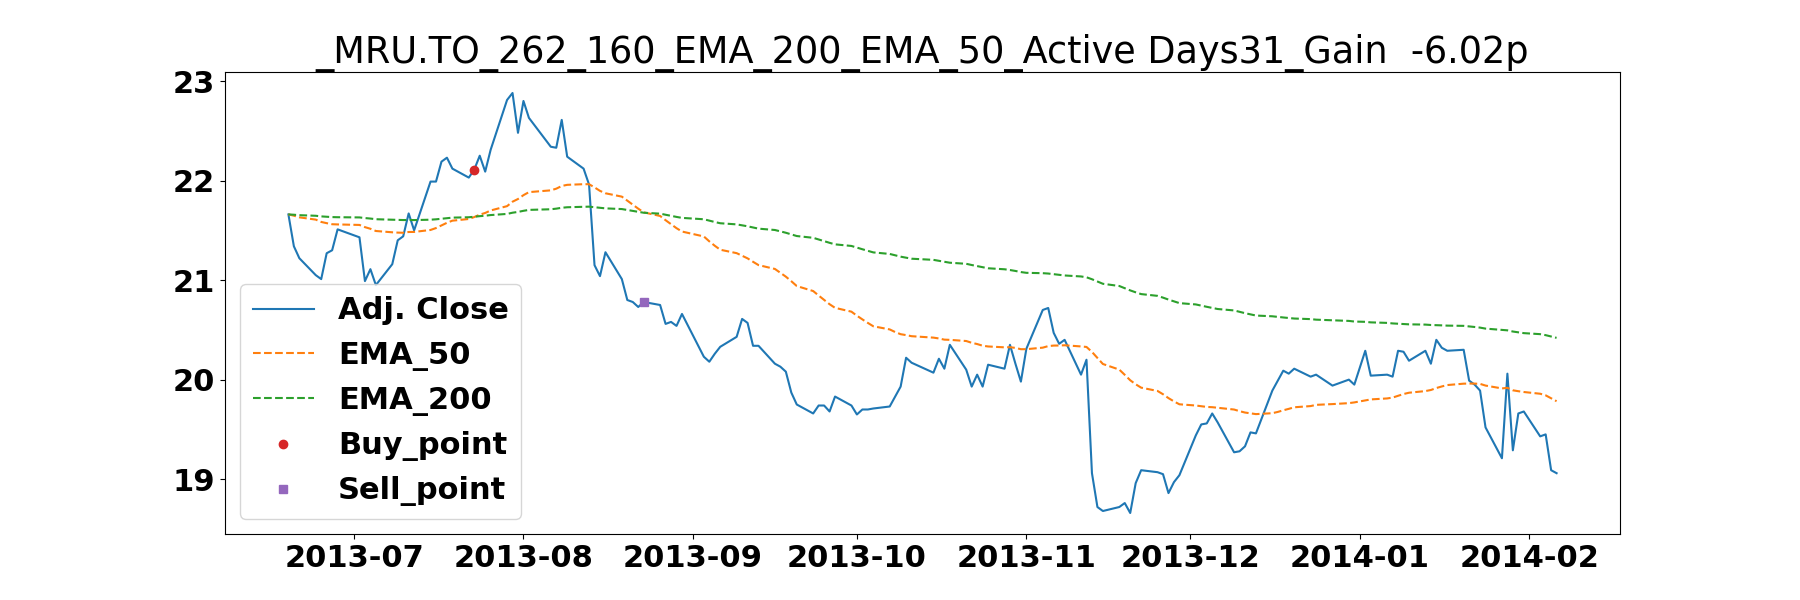 _MRU.TO_262_160_EMA_200_EMA_50_Active Days31_Gain  -6.02p
23
22
21
20
19
Adj. Close
EMA_50
EMA_200
Buy_point
Sell_point
2013-07 2013-08 2013-09 2013-10 2013-11 2013-12 2014-01 2014-02